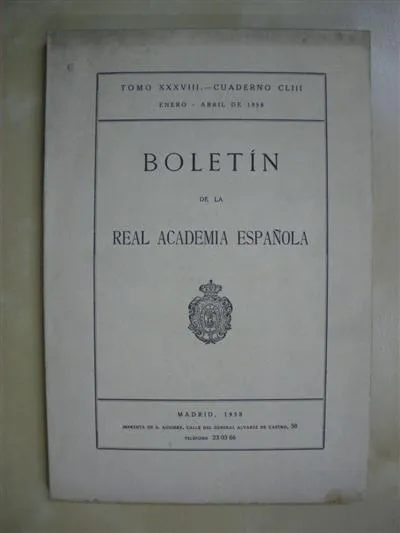 TOMO XXXVIII.—CUADERNO CLIII
ENERO - ABRIL DE 1958
BOLETÍN
DE LA
REAL ACADEMIA ESPAÑOLA
MADRID, 1958
IMPRENTA DE S. AGUIRRE, CALLE DEL GENERAL ALVAREZ DE CASTRO, 38
TELÉFONO 23 03 66